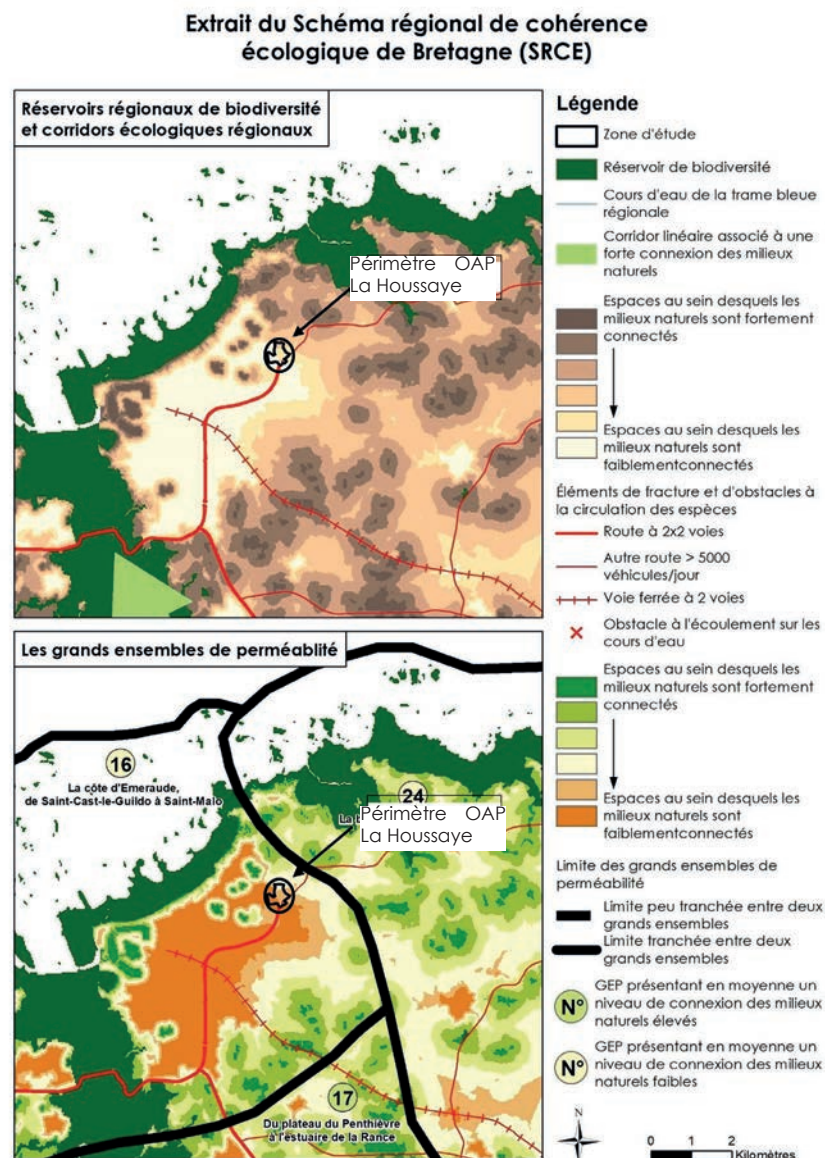 Extrait du Schéma régional de cohérence
écologique de Bretagne (SRCE)
Réservoirs régionaux de biodiversité
et corridors écologiques régionaux
Périmètre OAP
La Houssaye
Les grands ensembles de perméablité
16
La côte d'Emeraude,
de Saint-Cast-le-Guildo à Saint-Malo
24
Périmètre OAP
La Houssaye
17
Du plateau du Penthièvre
à l'estuaire de la Rance
Légende
Zone d'étude
Réservoir de biodiversité
Cours d'eau de la trame bleue
régionale
Corridor linéaire associé à une
forte connexion des milieux
naturels
Espaces au sein desquels les
milieux naturels sont fortement
connectés
Espaces au sein desquels les
milieux naturels sont
faiblementconnectés
Éléments de fracture et d'obstacles à
la circulation des espèces
Route à 2x2 voies
Autre route > 5000
véhicules/jour
Voie ferrée à 2 voies
Obstacle à l'écoulement sur les
cours d'eau
Espaces au sein desquels les
milieux naturels sont fortement
connectés
Espaces au sein desquels les
milieux naturels sont
faiblementconnectés
Limite des grands ensembles de
perméabilité
Limite peu tranchée entre deux
grands ensembles
Limite tranchée entre deux
grands ensembles
N°
GEP présentant en moyenne un
niveau de connexion des milieux
naturels élevés
N°
GEP présentant en moyenne un
niveau de connexion des milieux
naturels faibles
N
0 1 2
Kilomètres